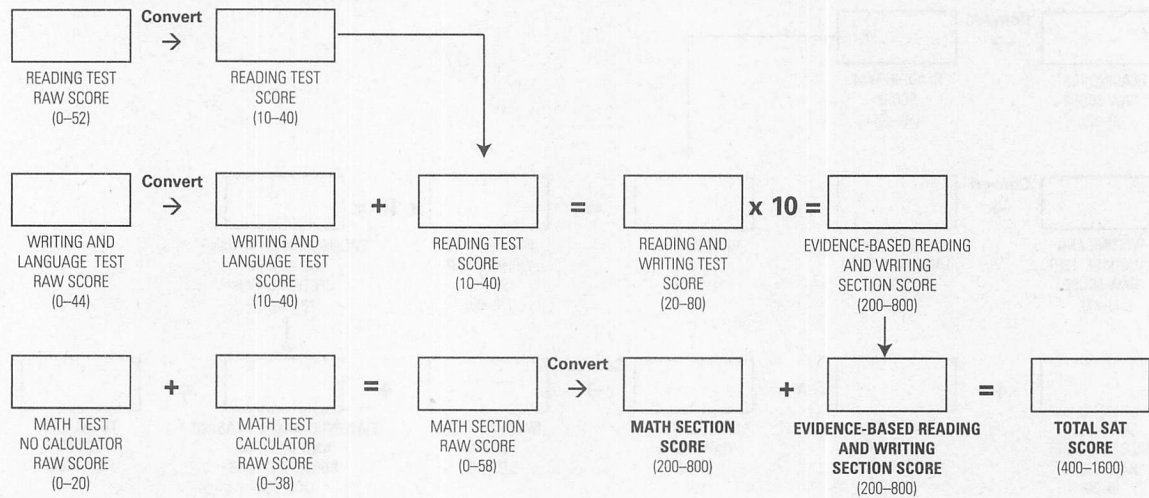 Convert
→
READING TEST
RAW SCORE
(0–52)
READING TEST
SCORE
(10–40)
Convert
→
+
=
x 10 =
WRITING AND
LANGUAGE TEST
RAW SCORE
(0–44)
WRITING AND
LANGUAGE TEST
SCORE
(10–40)
READING TEST
SCORE
(10–40)
READING AND
WRITING TEST
SCORE
(20–80)
EVIDENCE-BASED READING
AND WRITING
SECTION SCORE
(200–800)
+
=
Convert
→
+
=
MATH TEST
NO CALCULATOR
RAW SCORE
(0–20)
MATH TEST
CALCULATOR
RAW SCORE
(0–38)
MATH SECTION
RAW SCORE
(0–58)
MATH SECTION
SCORE
(200–800)
EVIDENCE-BASED READING
AND WRITING
SECTION SCORE
(200–800)
TOTAL SAT
SCORE
(400–1600)